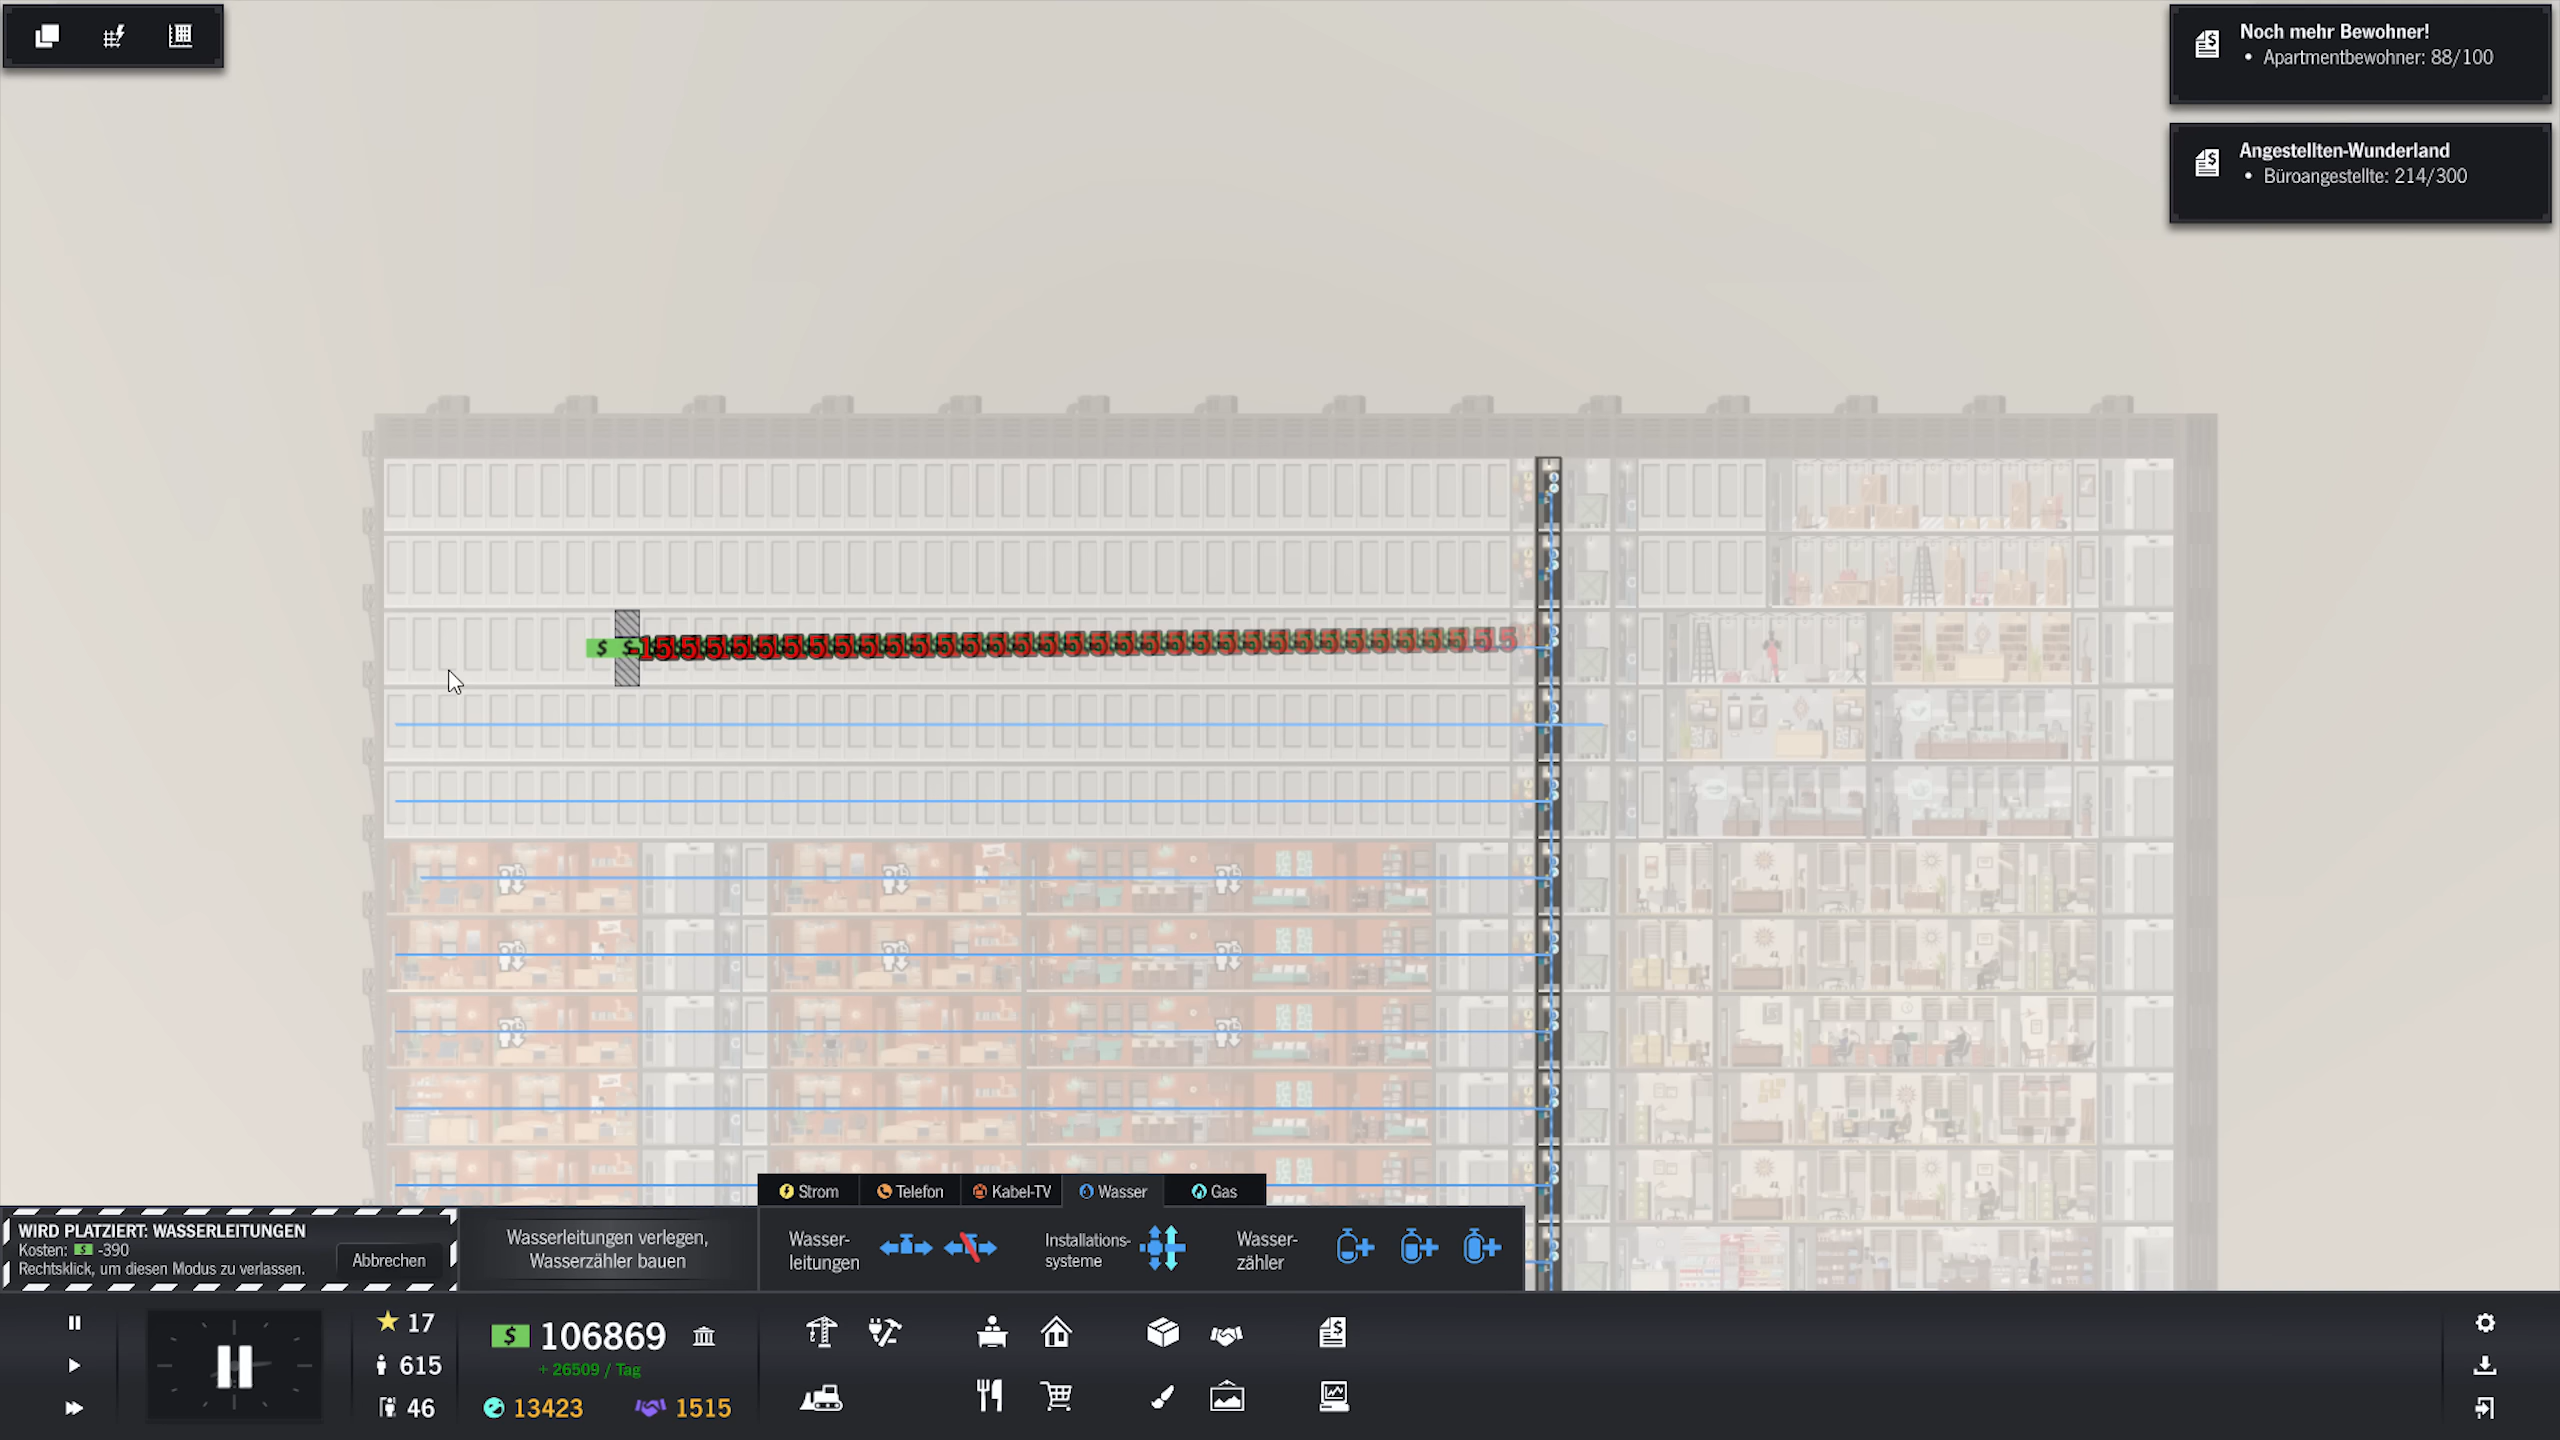 Noch mehr Bewohner!
• Apartmentbewohner: 88/100
Angestellten-Wunderland
• Büroangestellte: 214/300
Strom
Telefon
Kabel-TV
Wasser
Gas
WIRD PLATZIERT: WASSERLEITUNGEN
Kosten: $ -390
Rechtsklick, um diesen Modus zu verlassen.
Abbrechen
Wasserleitungen verlegen,
Wasserzähler bauen
Wasser-
leitungen
Installations-
systeme
Wasser-
zähler
17
615
46
$ 106869
+ 26509 / Tag
13423
1515